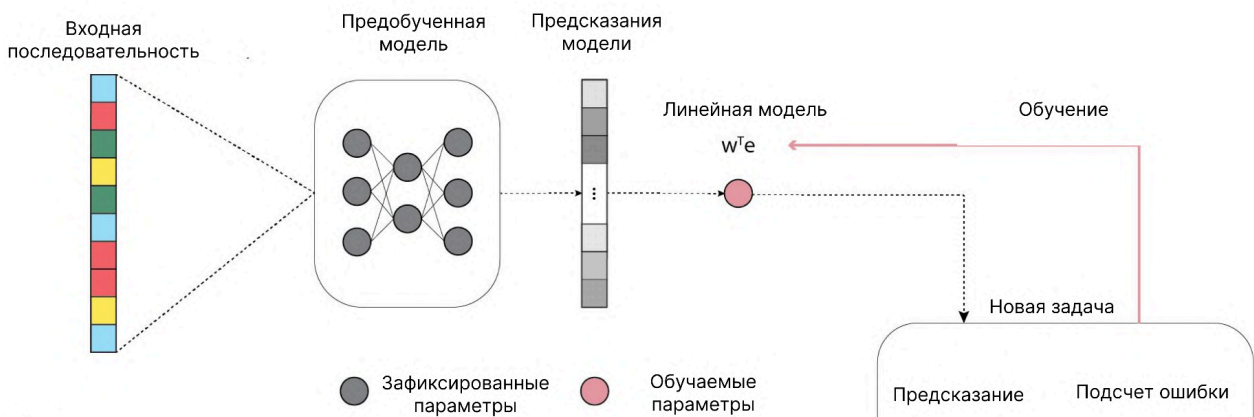 Входная
последовательность
Предобученная
модель
Предсказания
модели
Линейная модель
wᵀe
Обучение
Новая задача
Предсказание
Подсчет ошибки
Зафиксированные
параметры
Обучаемые
параметры